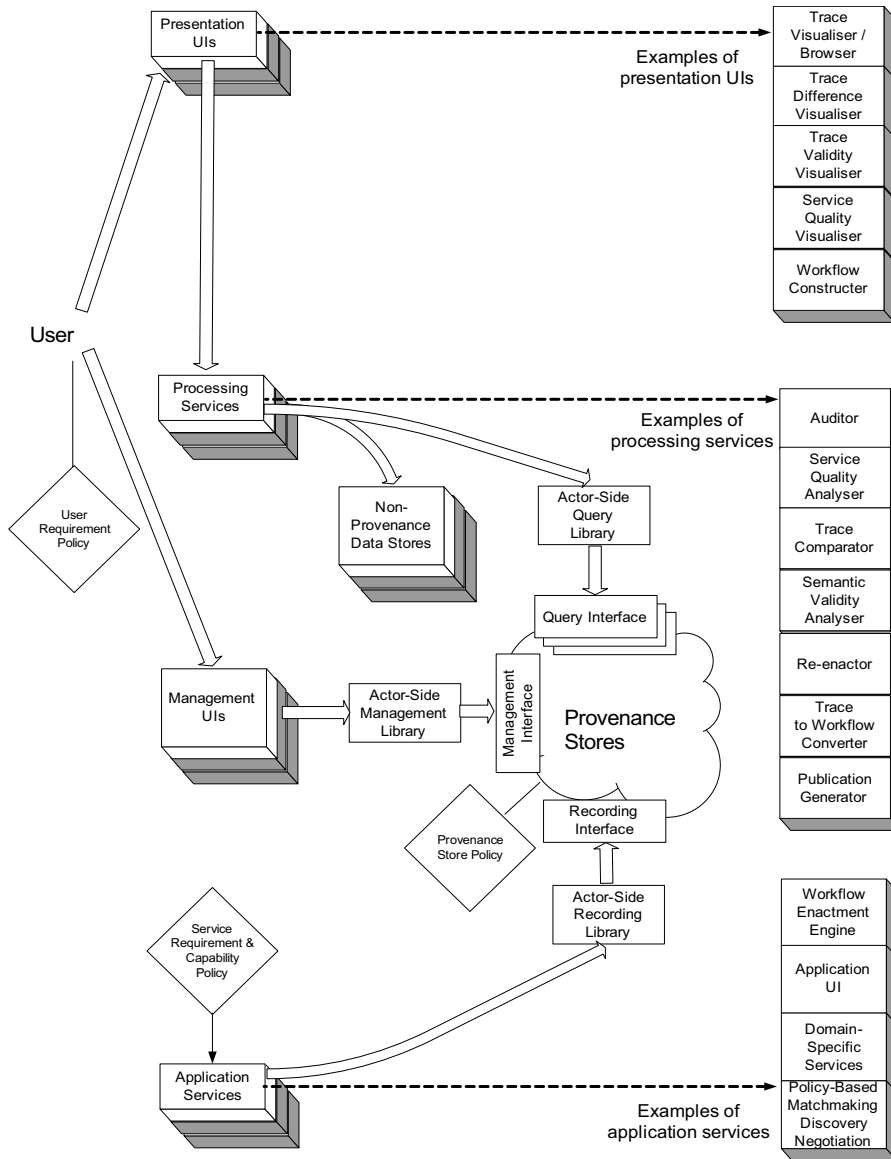 Presentation
UIs
Examples of
presentation UIs
Trace
Visualiser /
Browser
Trace
Difference
Visualiser
Trace
Validity
Visualiser
Service
Quality
Visualiser
Workflow
Constructer
User
Processing
Services
Examples of
processing services
Auditor
Service
Quality
Analyser
Trace
Comparator
Semantic
Validity
Analyser
Re-enactor
Trace
to Workflow
Converter
Publication
Generator
User
Requirement
Policy
Non-
Provenance
Data Stores
Actor-Side
Query
Library
Query Interface
Management
UIs
Actor-Side
Management
Library
Management
Interface
Provenance
Stores
Recording
Interface
Provenance
Store Policy
Actor-Side
Recording
Library
Service
Requirement &
Capability
Policy
Application
Services
Examples of
application services
Workflow
Enactment
Engine
Application
UI
Domain-
Specific
Services
Policy-Based
Matchmaking
Discovery
Negotiation